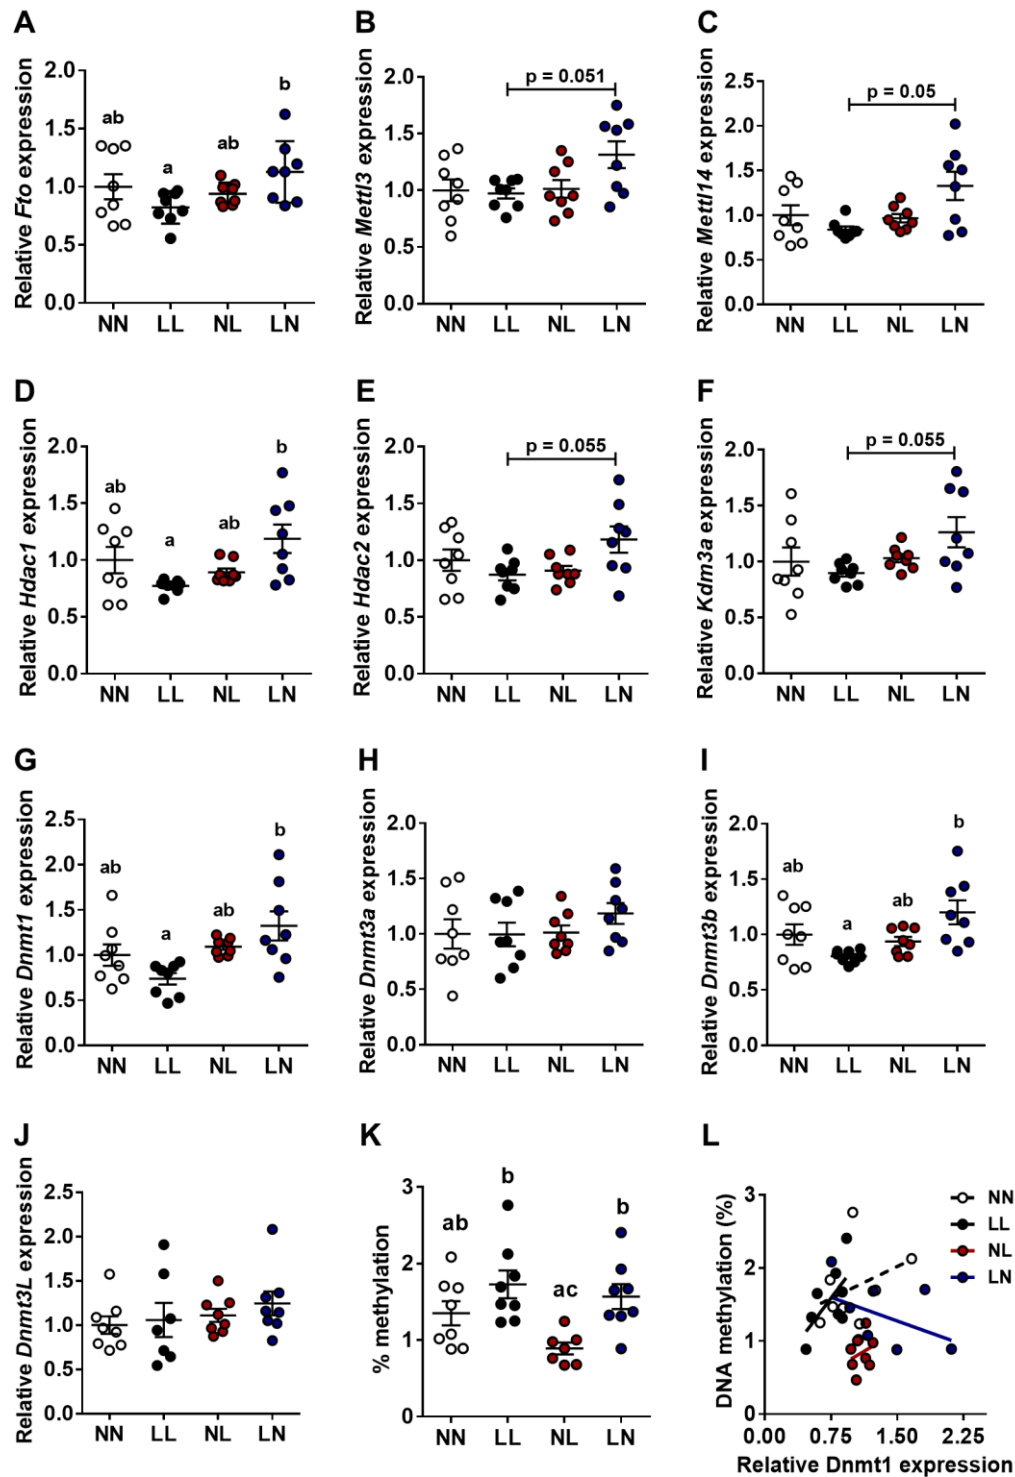 A
B
C
Relative Fto expression
2.0
1.5
1.0
0.5
0.0
ab
a
ab
b
NN LL NL LN
Relative Mettl3 expression
2.0
1.5
1.0
0.5
0.0
p = 0.051
NN LL NL LN
Relative Mettl14 expression
2.5
2.0
1.5
1.0
0.5
0.0
p = 0.05
NN LL NL LN
D
E
F
Relative Hdac1 expression
2.0
1.5
1.0
0.5
0.0
ab
a
ab
b
NN LL NL LN
Relative Hdac2 expression
2.0
1.5
1.0
0.5
0.0
p = 0.055
NN LL NL LN
Relative Kdm3a expression
2.0
1.5
1.0
0.5
0.0
p = 0.055
NN LL NL LN
G
H
I
Relative Dnmt1 expression
2.5
2.0
1.5
1.0
0.5
0.0
ab
a
ab
b
NN LL NL LN
Relative Dnmt3a expression
2.0
1.5
1.0
0.5
0.0
NN LL NL LN
Relative Dnmt3b expression
2.0
1.5
1.0
0.5
0.0
ab
a
ab
b
NN LL NL LN
J
K
L
Relative Dnm3L expression
2.5
2.0
1.5
1.0
0.5
0.0
NN LL NL LN
% methylation
3
2
1
0
ab
b
ac
b
NN LL NL LN
DNA methylation (%)
3
2
1
0
NN
LL
NL
LN
0.00 0.75 1.50 2.25
Relative Dnmt1 expression